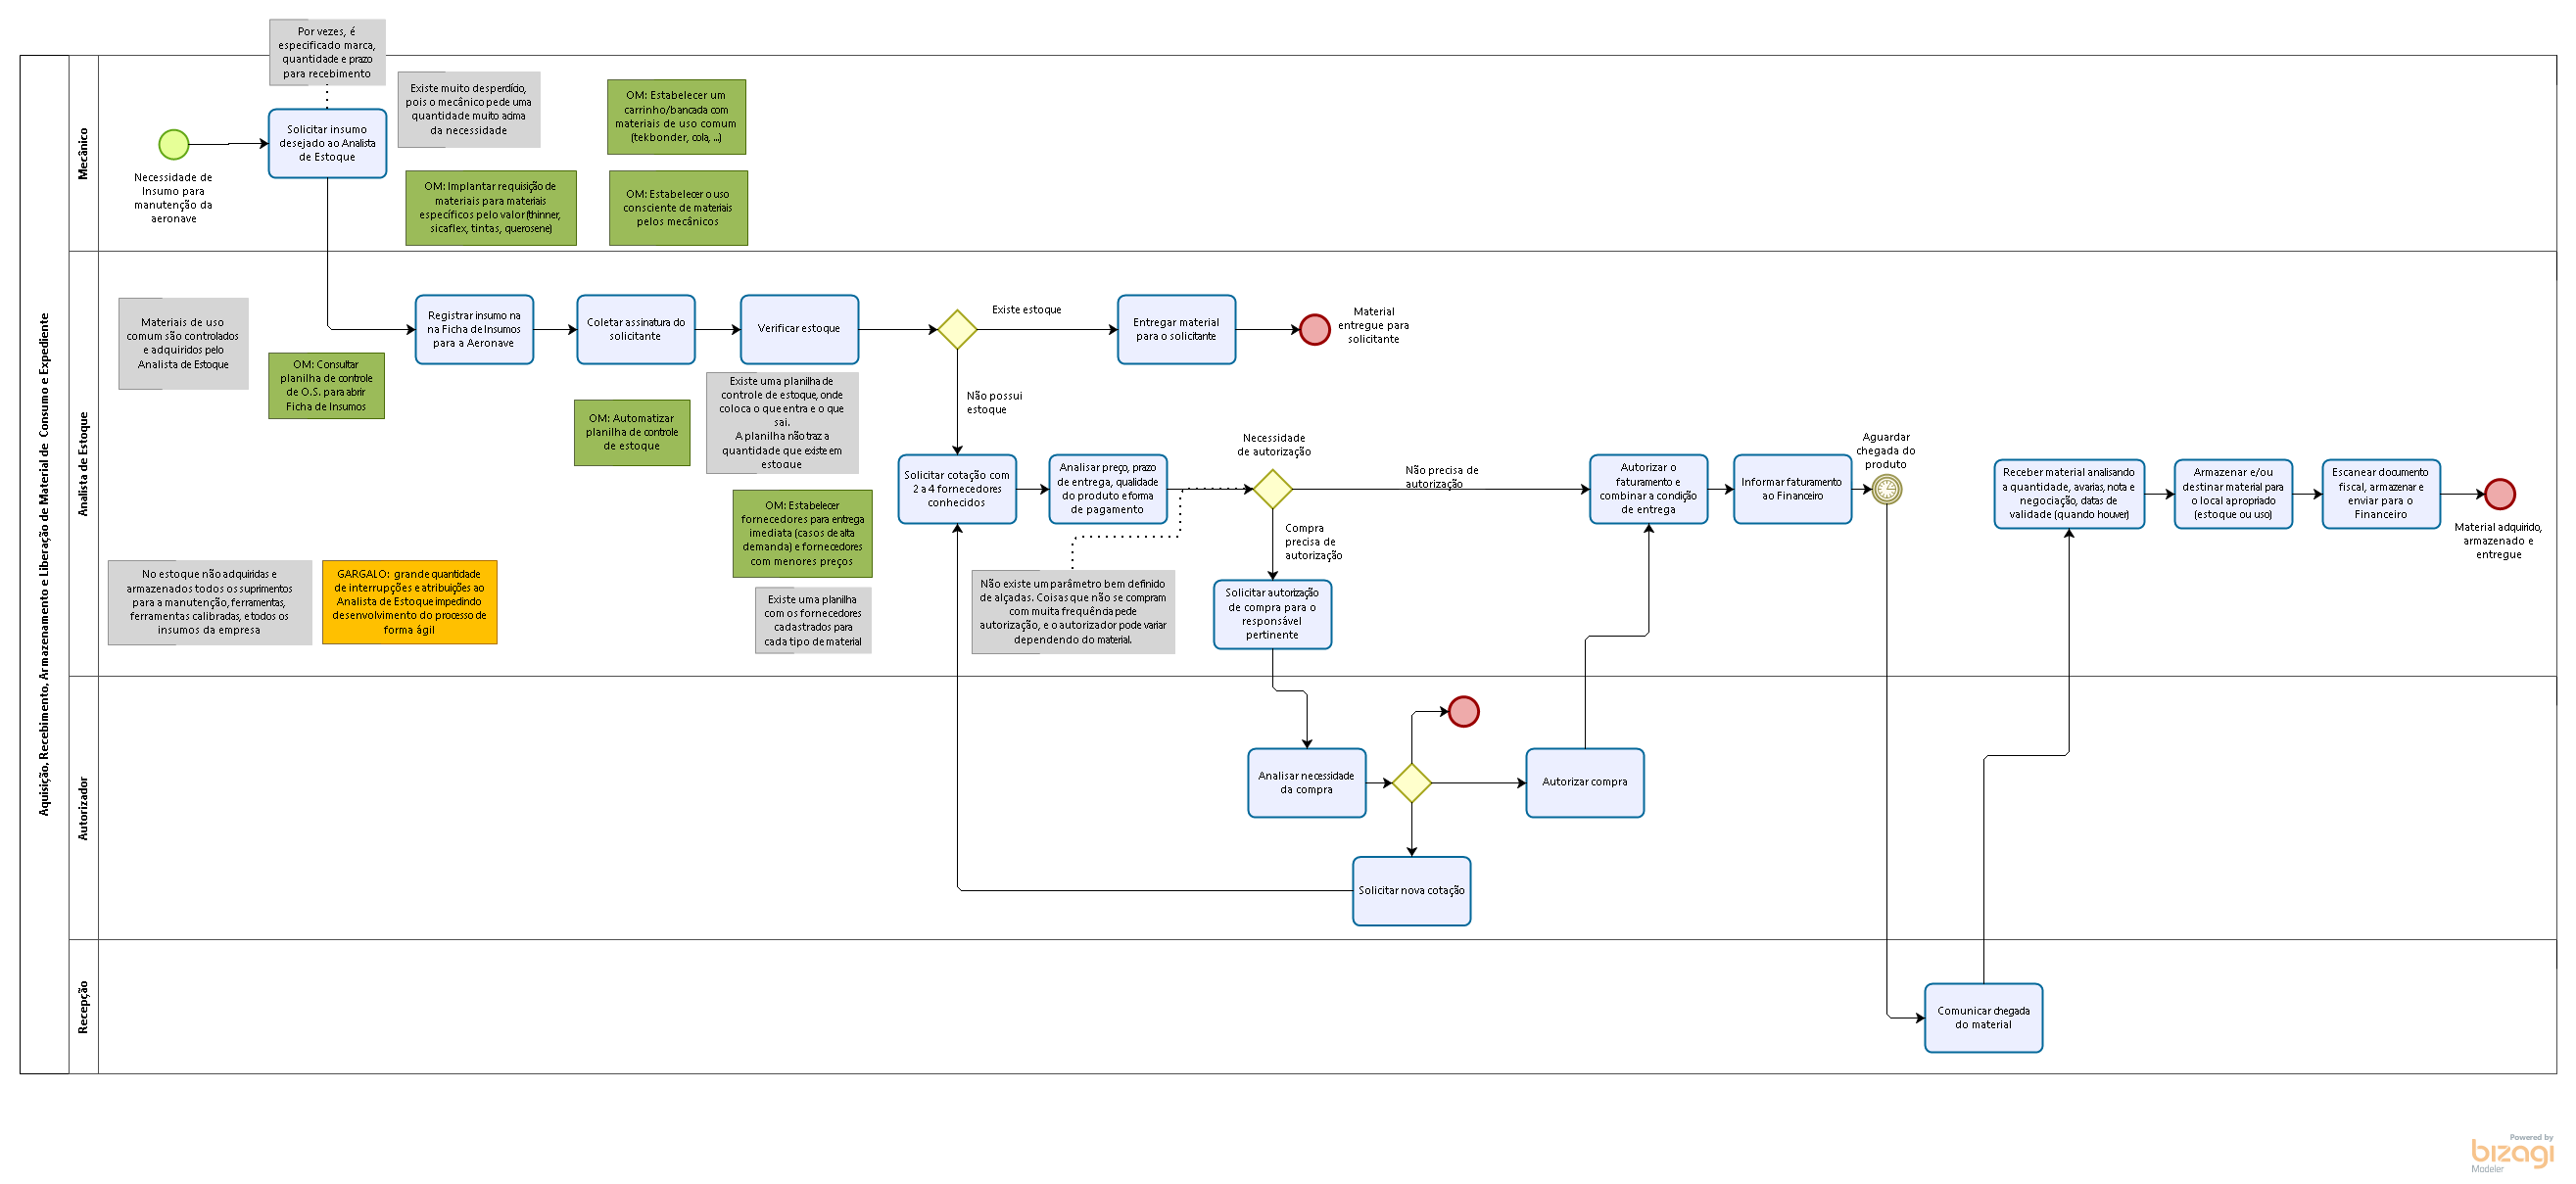 Aquisição, Recebimento, Armazenamento e Liberação de Material de Consumo e Expediente
Mecânico
Por vezes, é
especificado marca,
quantidade e prazo
para recebimento
Necessidade de
Insumo para
manutenção da
aeronave
Solicitar insumo
desejado ao Analista
de Estoque
Existe muito desperdício,
pois o mecânico pede uma
quantidade muito acima
da necessidade
OM: Estabelecer um
carrinho/bancada com
materiais de uso comum
(tekbonder, cola, ...)
OM: Implantar requisição de
materiais para materiais
específicos pelo valor (thinner,
sicaflex, tintas, querosene)
OM: Estabelecer o uso
consciente de materiais
pelos mecânicos
Analista de Estoque
Materiais de uso
comum são controlados
e adquiridos pelo
Analista de Estoque
OM: Consultar
planilha de controle
de O.S. para abrir
Ficha de Insumos
Registrar insumo na
na Ficha de Insumos
para a Aeronave
Coletar assinatura do
solicitante
Verificar estoque
Existe estoque
Entregar material
para o solicitante
Material
entregue para
solicitante
OM: Automatizar
planilha de controle
de estoque
Existe uma planilha de
controle de estoque, onde
coloca o que entra e o que
sai.
A planilha não traz a
quantidade que existe em
estoque
Não possui
estoque
OM: Estabelecer
fornecedores para entrega
imediata (casos de alta
demanda) e fornecedores
com menores preços
Existe uma planilha
com os fornecedores
cadastrados para
cada tipo de material
No estoque não adquiridas e
armazenados todos os suprimentos
para a manutenção, ferramentas,
ferramentas calibradas, e todos os
insumos da empresa
GARGALO: grande quantidade
de interrupções e atribuições ao
Analista de Estoque impedindo
desenvolvimento do processo de
forma ágil
Solicitar cotação com
2 a 4 fornecedores
conhecidos
Analisar preço, prazo
de entrega, qualidade
do produto e forma
de pagamento
Necessidade
de autorização
Não precisa de
autorização
Compra
precisa de
autorização
Não existe um parâmetro bem definido
de alçadas. Coisas que não se compram
com muita frequência pede
autorização, e o autorizador pode variar
dependendo do material.
Solicitar autorização
de compra para o
responsável
pertinente
Autorizar o
faturamento e
combinar a condição
de entrega
Informar faturamento
ao Financeiro
Aguardar
chegada do
produto
Receber material analisando
a quantidade, avarias, nota e
negociação, datas de
validade (quando houver)
Armazenar e/ou
destinar material para
o local apropriado
(estoque ou uso)
Escanear documento
fiscal, armazenar e
enviar para o
Financeiro
Material adquirido,
armazenado e
entregue
Autorizador
Analisar necessidade
da compra
Autorizar compra
Solicitar nova cotação
Recepção
Comunicar chegada
do material
Powered by
bizagi
Modeler